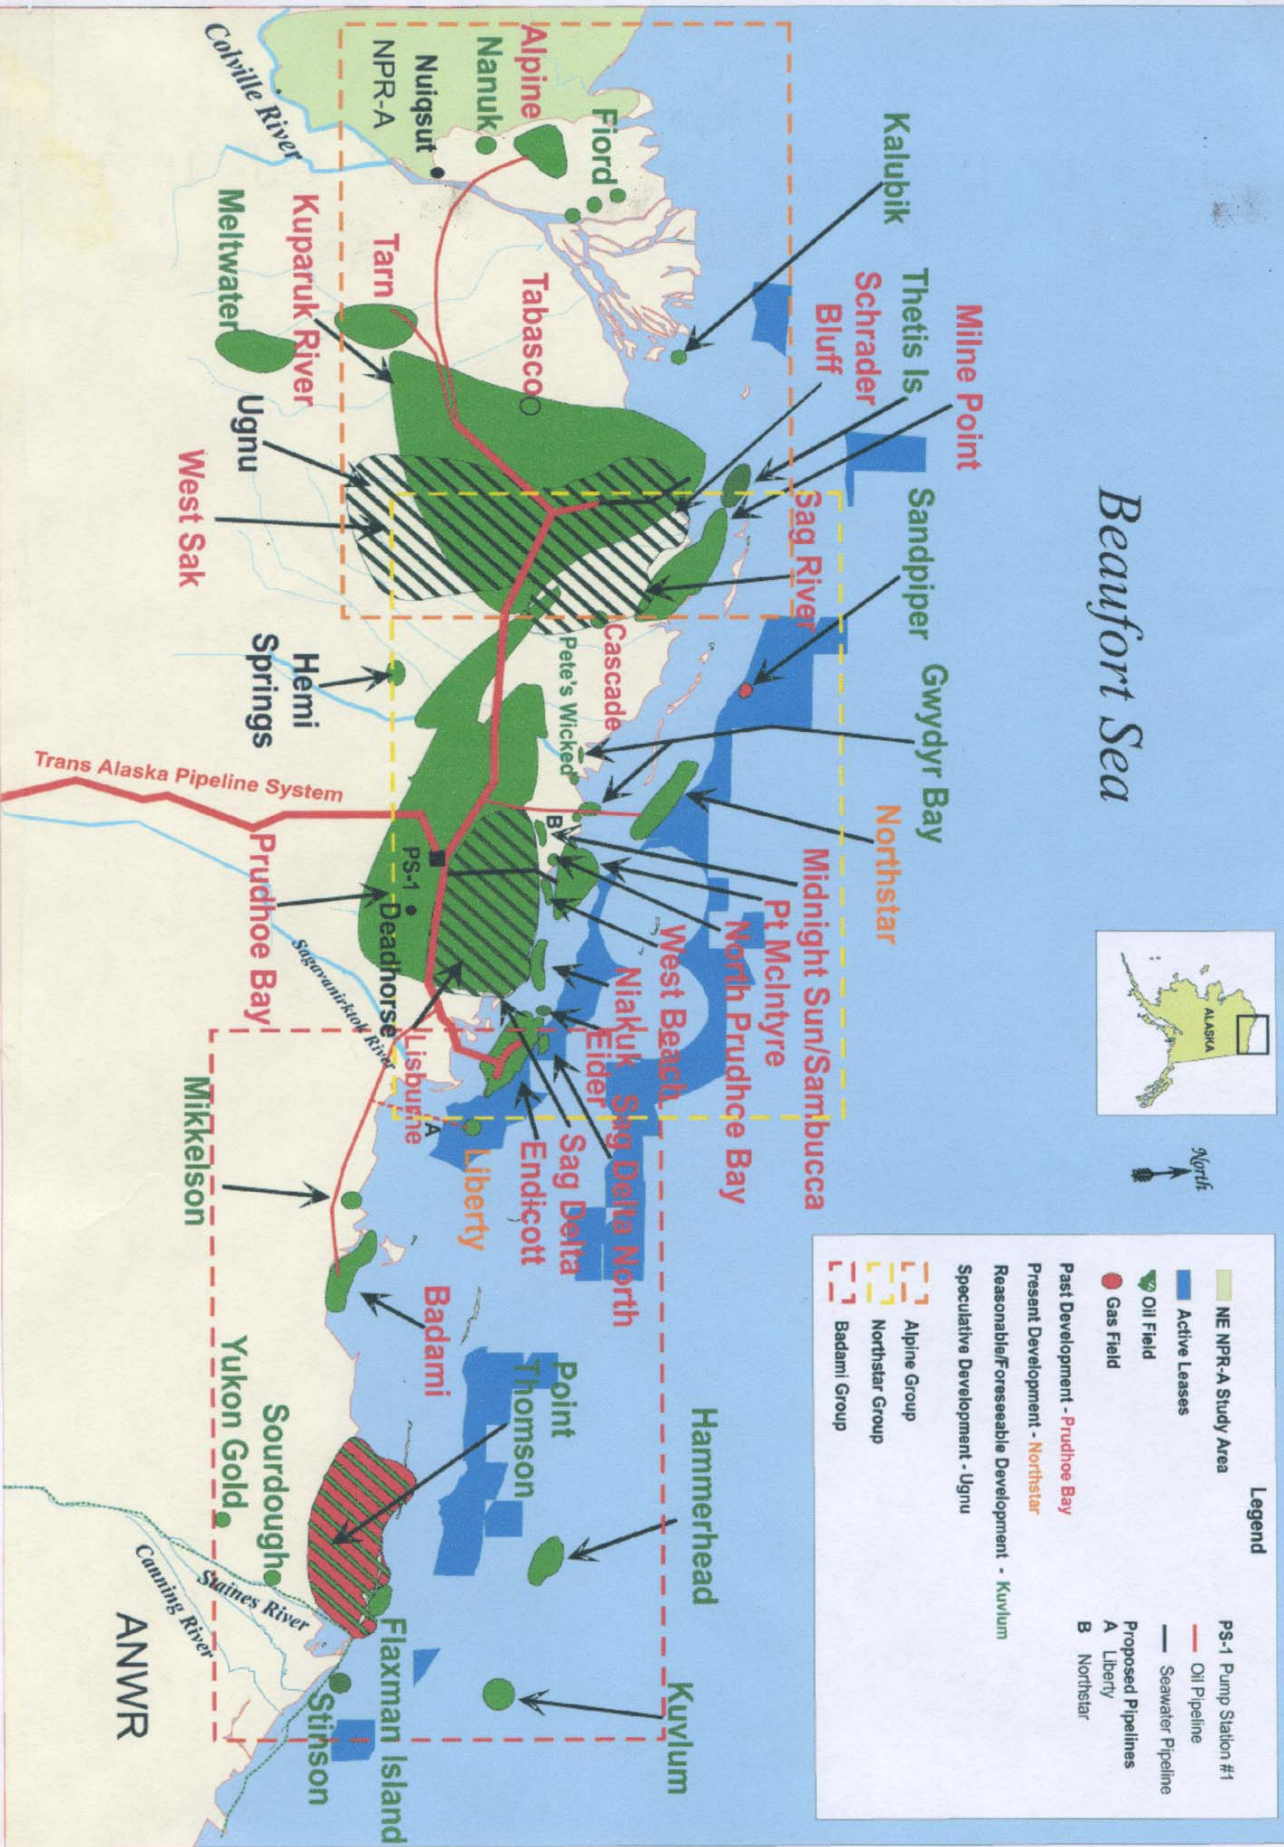 Beaufort Sea
ALASKA
North
Legend
NE NPR-A Study Area
Active Leases
Oil Field
Gas Field
Past Development - Prudhoe Bay
Present Development - Northstar
Reasonable/Foreseeable Development - Kuvlum
Speculative Development - Ugnu
Alpine Group
Northstar Group
Badami Group
PS-1 Pump Station #1
Oil Pipeline
Seawater Pipeline
Proposed Pipelines
A Liberty
B Northstar
Kalubik
Thetis Is.
Schrader
Bluff
Milne Point
Sandpiper
Gwydyr Bay
Northstar
Sag River
Midnight Sun/Sambucca
Pt McIntyre
North Prudhoe Bay
West Beach
Niakuk
Eider
Sag Delta North
Sag Delta
Endicott
Liberty
A
Lisburne
Badami
Point
Thomson
Hammerhead
Kuvlum
Flaxman Island
Stinson
Fiord
Alpine
Nanuk
Nuiqsut
NPR-A
Colville River
Tabasco
Tarn
Kuparuk River
Meltwater
Ugnu
West Sak
Cascade
Pete's Wicked
B
Hemi
Springs
Trans Alaska Pipeline System
PS-1
Deadhorse
Prudhoe Bay
Sagavanirktok River
Mikkelson
Yukon Gold
Sourdough
Staines River
Canning River
ANWR